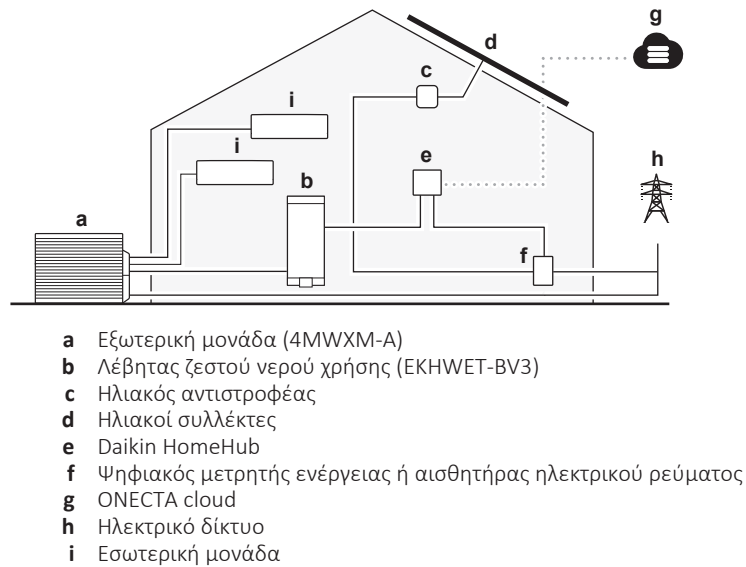 g
d
c
i
i
h
e
b
a
f
a Εξωτερική μονάδα (4MWXM-A)
b Λέβητας ζεστού νερού χρήσης (EKHWET-BV3)
c Ηλιακός αντιστροφέας
d Ηλιακοί συλλέκτες
e Daikin HomeHub
f Ψηφιακός μετρητής ενέργειας ή αισθητήρας ηλεκτρικού ρεύματος
g ONECTA cloud
h Ηλεκτρικό δίκτυο
i Εσωτερική μονάδα